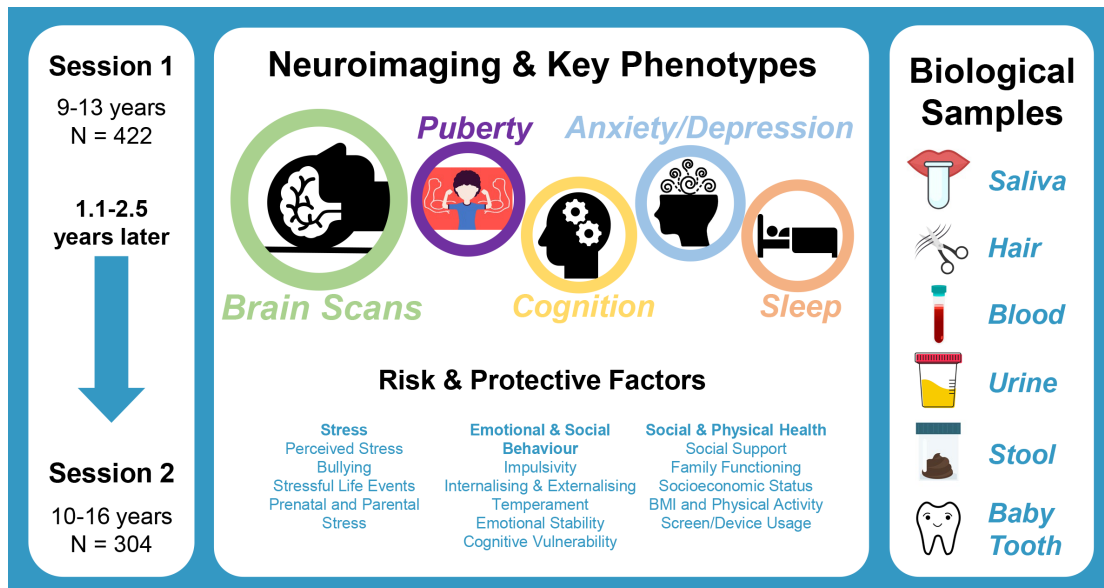 Session 1
9-13 years
N = 422
1.1-2.5
years later
Session 2
10-16 years
N = 304
Neuroimaging & Key Phenotypes
Brain Scans
Puberty
Cognition
Anxiety/Depression
Sleep
Risk & Protective Factors
Stress
Perceived Stress
Bullying
Stressful Life Events
Prenatal and Parental
Stress
Emotional & Social
Behaviour
Impulsivity
Internalising & Externalising
Temperament
Emotional Stability
Cognitive Vulnerability
Social & Physical Health
Social Support
Family Functioning
Socioeconomic Status
BMI and Physical Activity
Screen/Device Usage
Biological
Samples
Saliva
Hair
Blood
Urine
Stool
Baby
Tooth